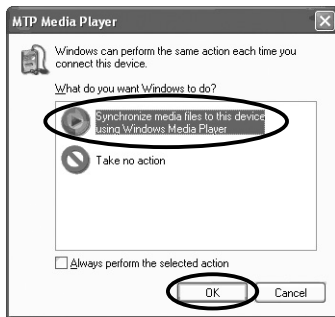 MTP Media Player
Windows can perform the same action each time you
connect this device.
What do you want Windows to do?
Synchronize media files to this device
using Windows Media Player
Take no action
Always perform the selected action
OK
Cancel